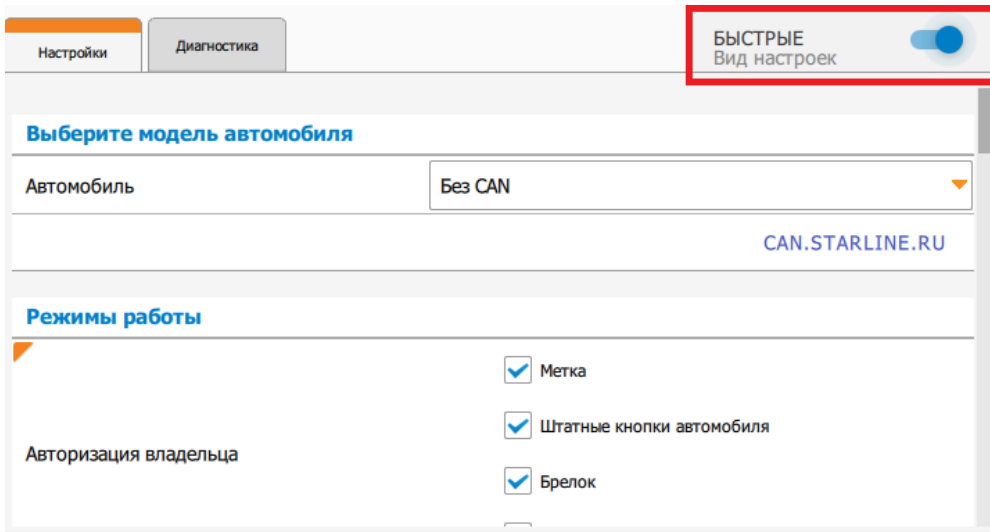 Настройки
Диагностика
БЫСТРЫЕ
Вид настроек
Выберите модель автомобиля
Автомобиль
Без CAN
CAN.STARLINE.RU
Режимы работы
Метка
Штатные кнопки автомобиля
Авторизация владельца
Брелок